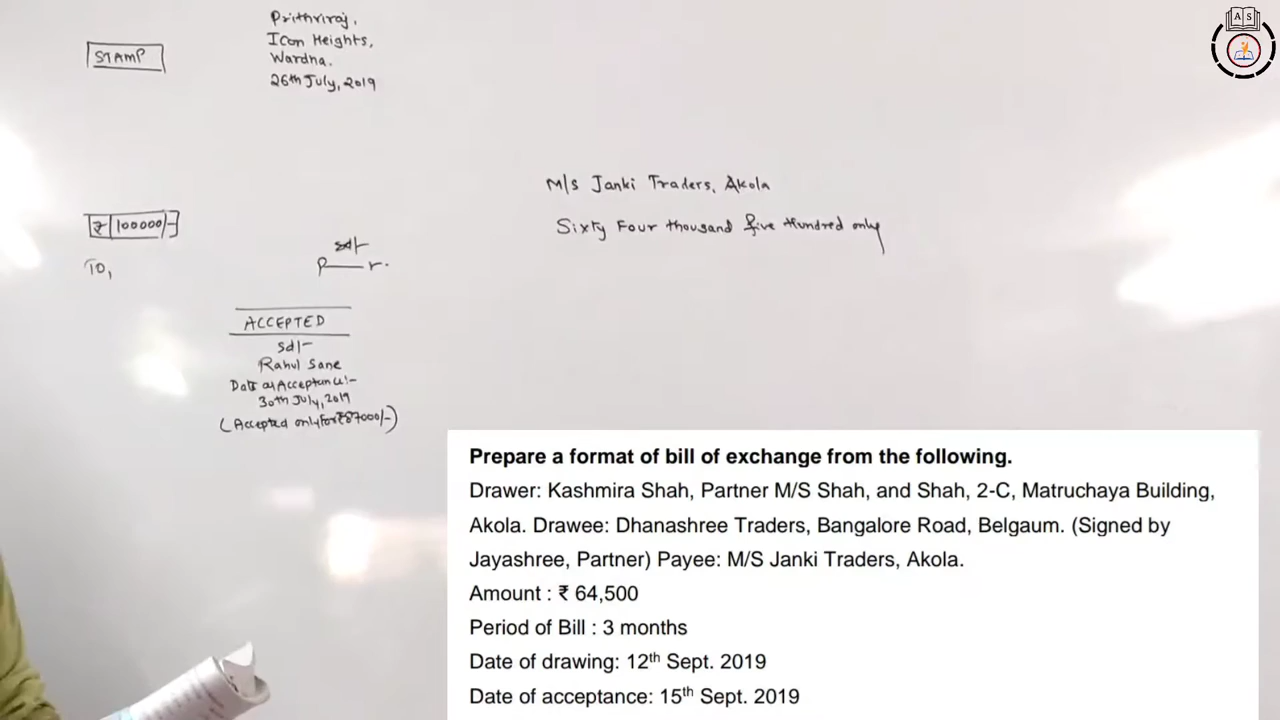 STAMP
Prithviraj,
Icon Heights,
Wardha.
26th July, 2019
AS
M/s Janki Traders, Akola
₹ 100000/-
Sixty Four thousand five Hundred only
To,
sd/-
P r.
ACCEPTED
sd/-
Rahul Sane
Date of Acceptance:-
30th July, 2019
(Accepted only for ₹87000/-)
Prepare a format of bill of exchange from the following.
Drawer: Kashmira Shah, Partner M/S Shah, and Shah, 2-C, Matruchaya Building,
Akola. Drawee: Dhanashree Traders, Bangalore Road, Belgaum. (Signed by
Jayashree, Partner) Payee: M/S Janki Traders, Akola.
Amount : ₹ 64,500
Period of Bill : 3 months
Date of drawing: 12th Sept. 2019
Date of acceptance: 15th Sept. 2019